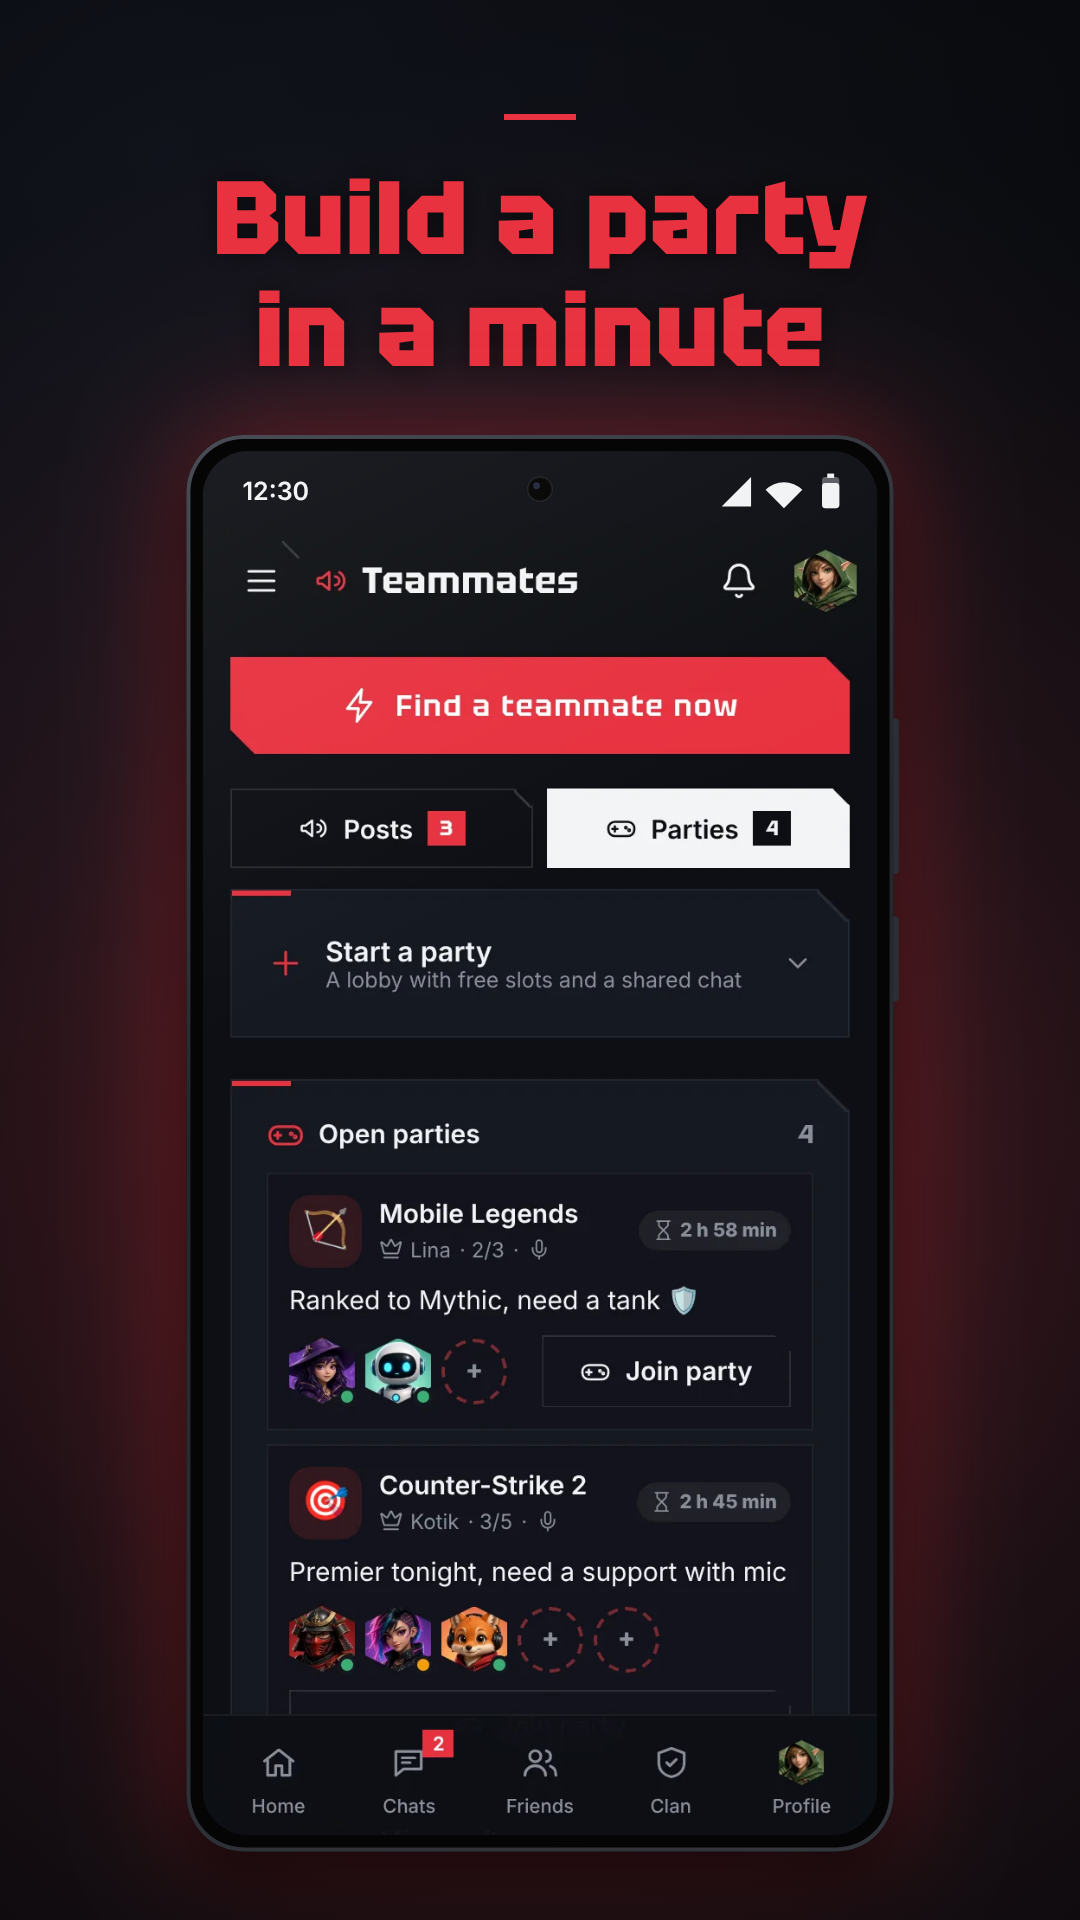 Build a party
in a minute
12:30
Teammates
Find a teammate now
Posts 3
Parties 4
Start a party
A lobby with free slots and a shared chat
Open parties 4
Mobile Legends
Lina · 2/3 ·
2 h 58 min
Ranked to Mythic, need a tank 🛡️
+
Join party
Counter-Strike 2
Kotik · 3/5 ·
2 h 45 min
Premier tonight, need a support with mic
+ +
2
Home
Chats
Friends
Clan
Profile